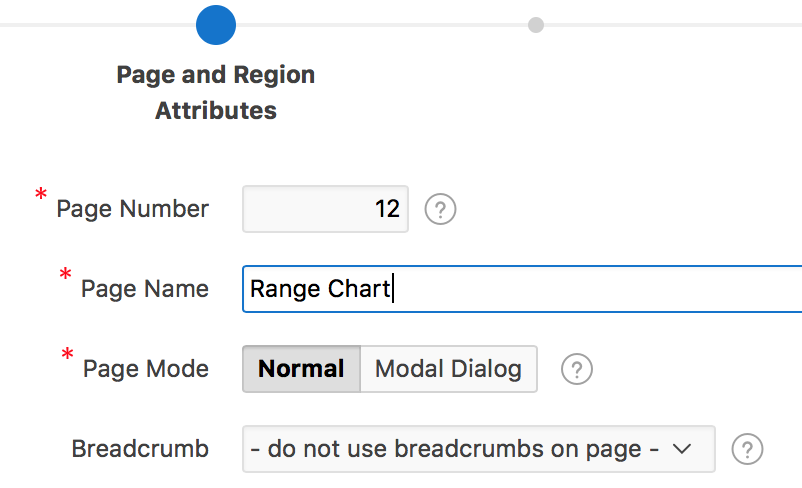 Page and Region
Attributes
* Page Number 12 ?
* Page Name Range Chart
* Page Mode Normal Modal Dialog ?
Breadcrumb - do not use breadcrumbs on page - ?